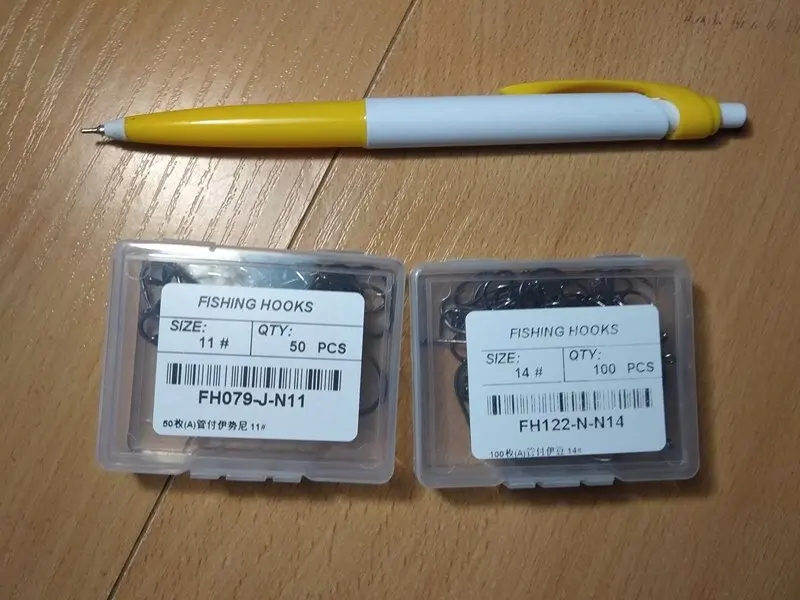 FISHING HOOKS
SIZE: QTY:
11 # 50 PCS
FH079-J-N11
50枚(A)管付伊势尼 11#
FISHING HOOKS
SIZE: QTY:
14 # 100 PCS
FH122-N-N14
100枚(A)管付伊豆 14#